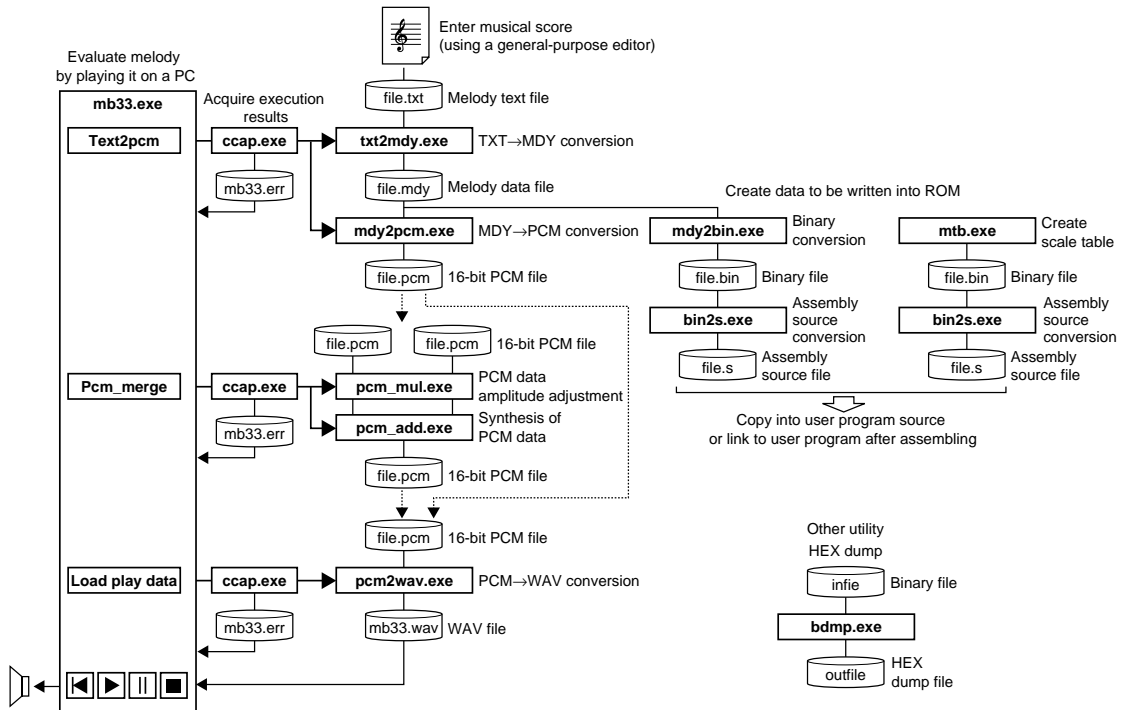 Enter musical score
(using a general-purpose editor)
Evaluate melody
by playing it on a PC
mb33.exe
Acquire execution
results
file.txt
Melody text file
Text2pcm
ccap.exe
txt2mdy.exe
TXT→MDY conversion
mb33.err
file.mdy
Melody data file
mdy2pcm.exe
MDY→PCM conversion
file.pcm
16-bit PCM file
Create data to be written into ROM
mdy2bin.exe
Binary
conversion
mtb.exe
Create
scale table
file.bin
Binary file
file.bin
Binary file
bin2s.exe
Assembly
source
conversion
bin2s.exe
Assembly
source
conversion
file.s
Assembly
source file
file.s
Assembly
source file
Copy into user program source
or link to user program after assembling
file.pcm
file.pcm
16-bit PCM file
Pcm_merge
ccap.exe
pcm_mul.exe
PCM data
amplitude adjustment
mb33.err
pcm_add.exe
Synthesis of
PCM data
file.pcm
16-bit PCM file
file.pcm
16-bit PCM file
Load play data
ccap.exe
pcm2wav.exe
PCM→WAV conversion
mb33.err
mb33.wav
WAV file
Other utility
HEX dump
infie
Binary file
bdmp.exe
outfile
HEX
dump file